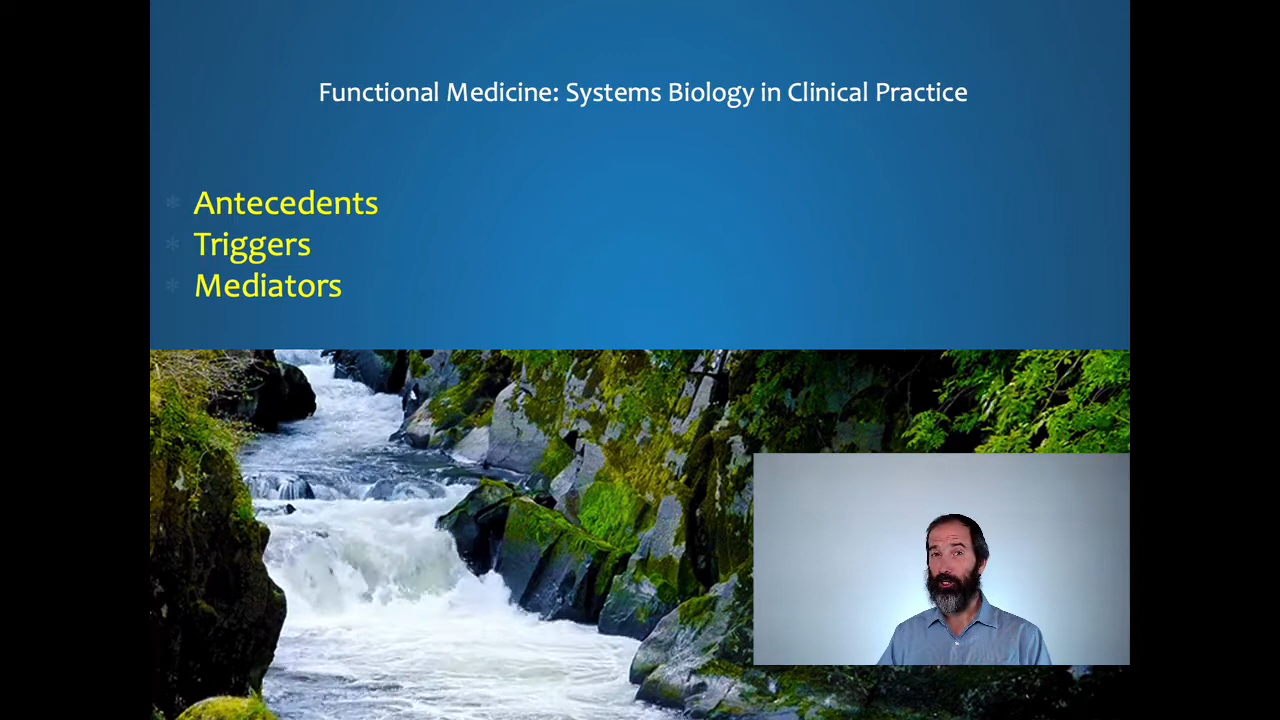 Functional Medicine: Systems Biology in Clinical Practice
* Antecedents
* Triggers
* Mediators